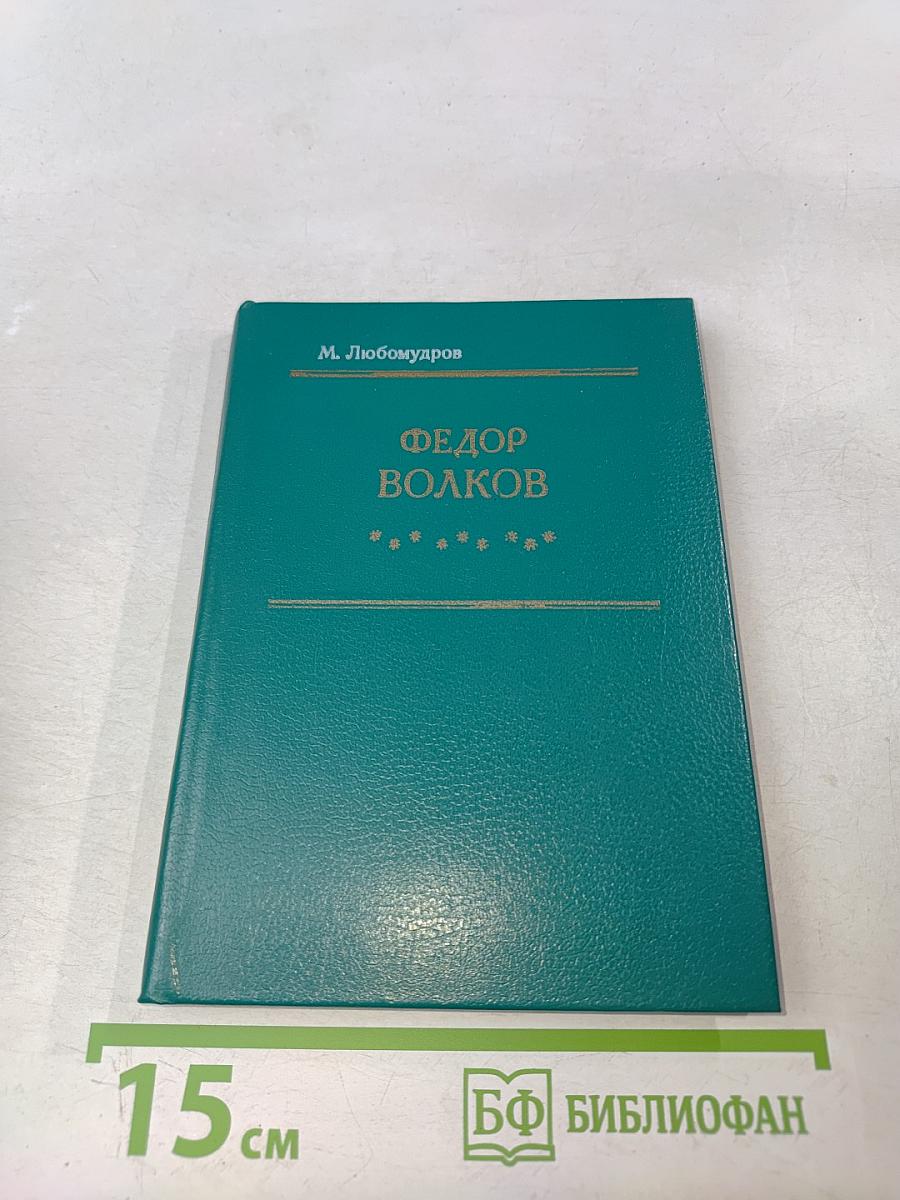 М. Любомудров
ФЕДОР
ВОЛКОВ
15 см
БФ БИБЛИОФАН